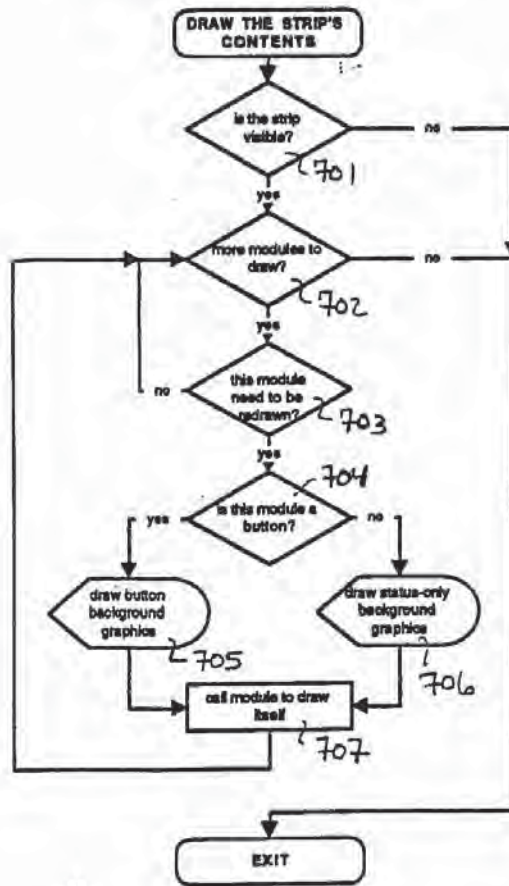 DRAW THE STRIP'S
CONTENTS
is the strip
visible?
no
701
yes
more modules to
draw?
no
702
yes
this module
need to be
redrawn?
no
703
yes
704
is this module a
button?
yes
no
draw button
background
graphics
705
draw status-only
background
graphics
706
call module to draw
itself
707
EXIT